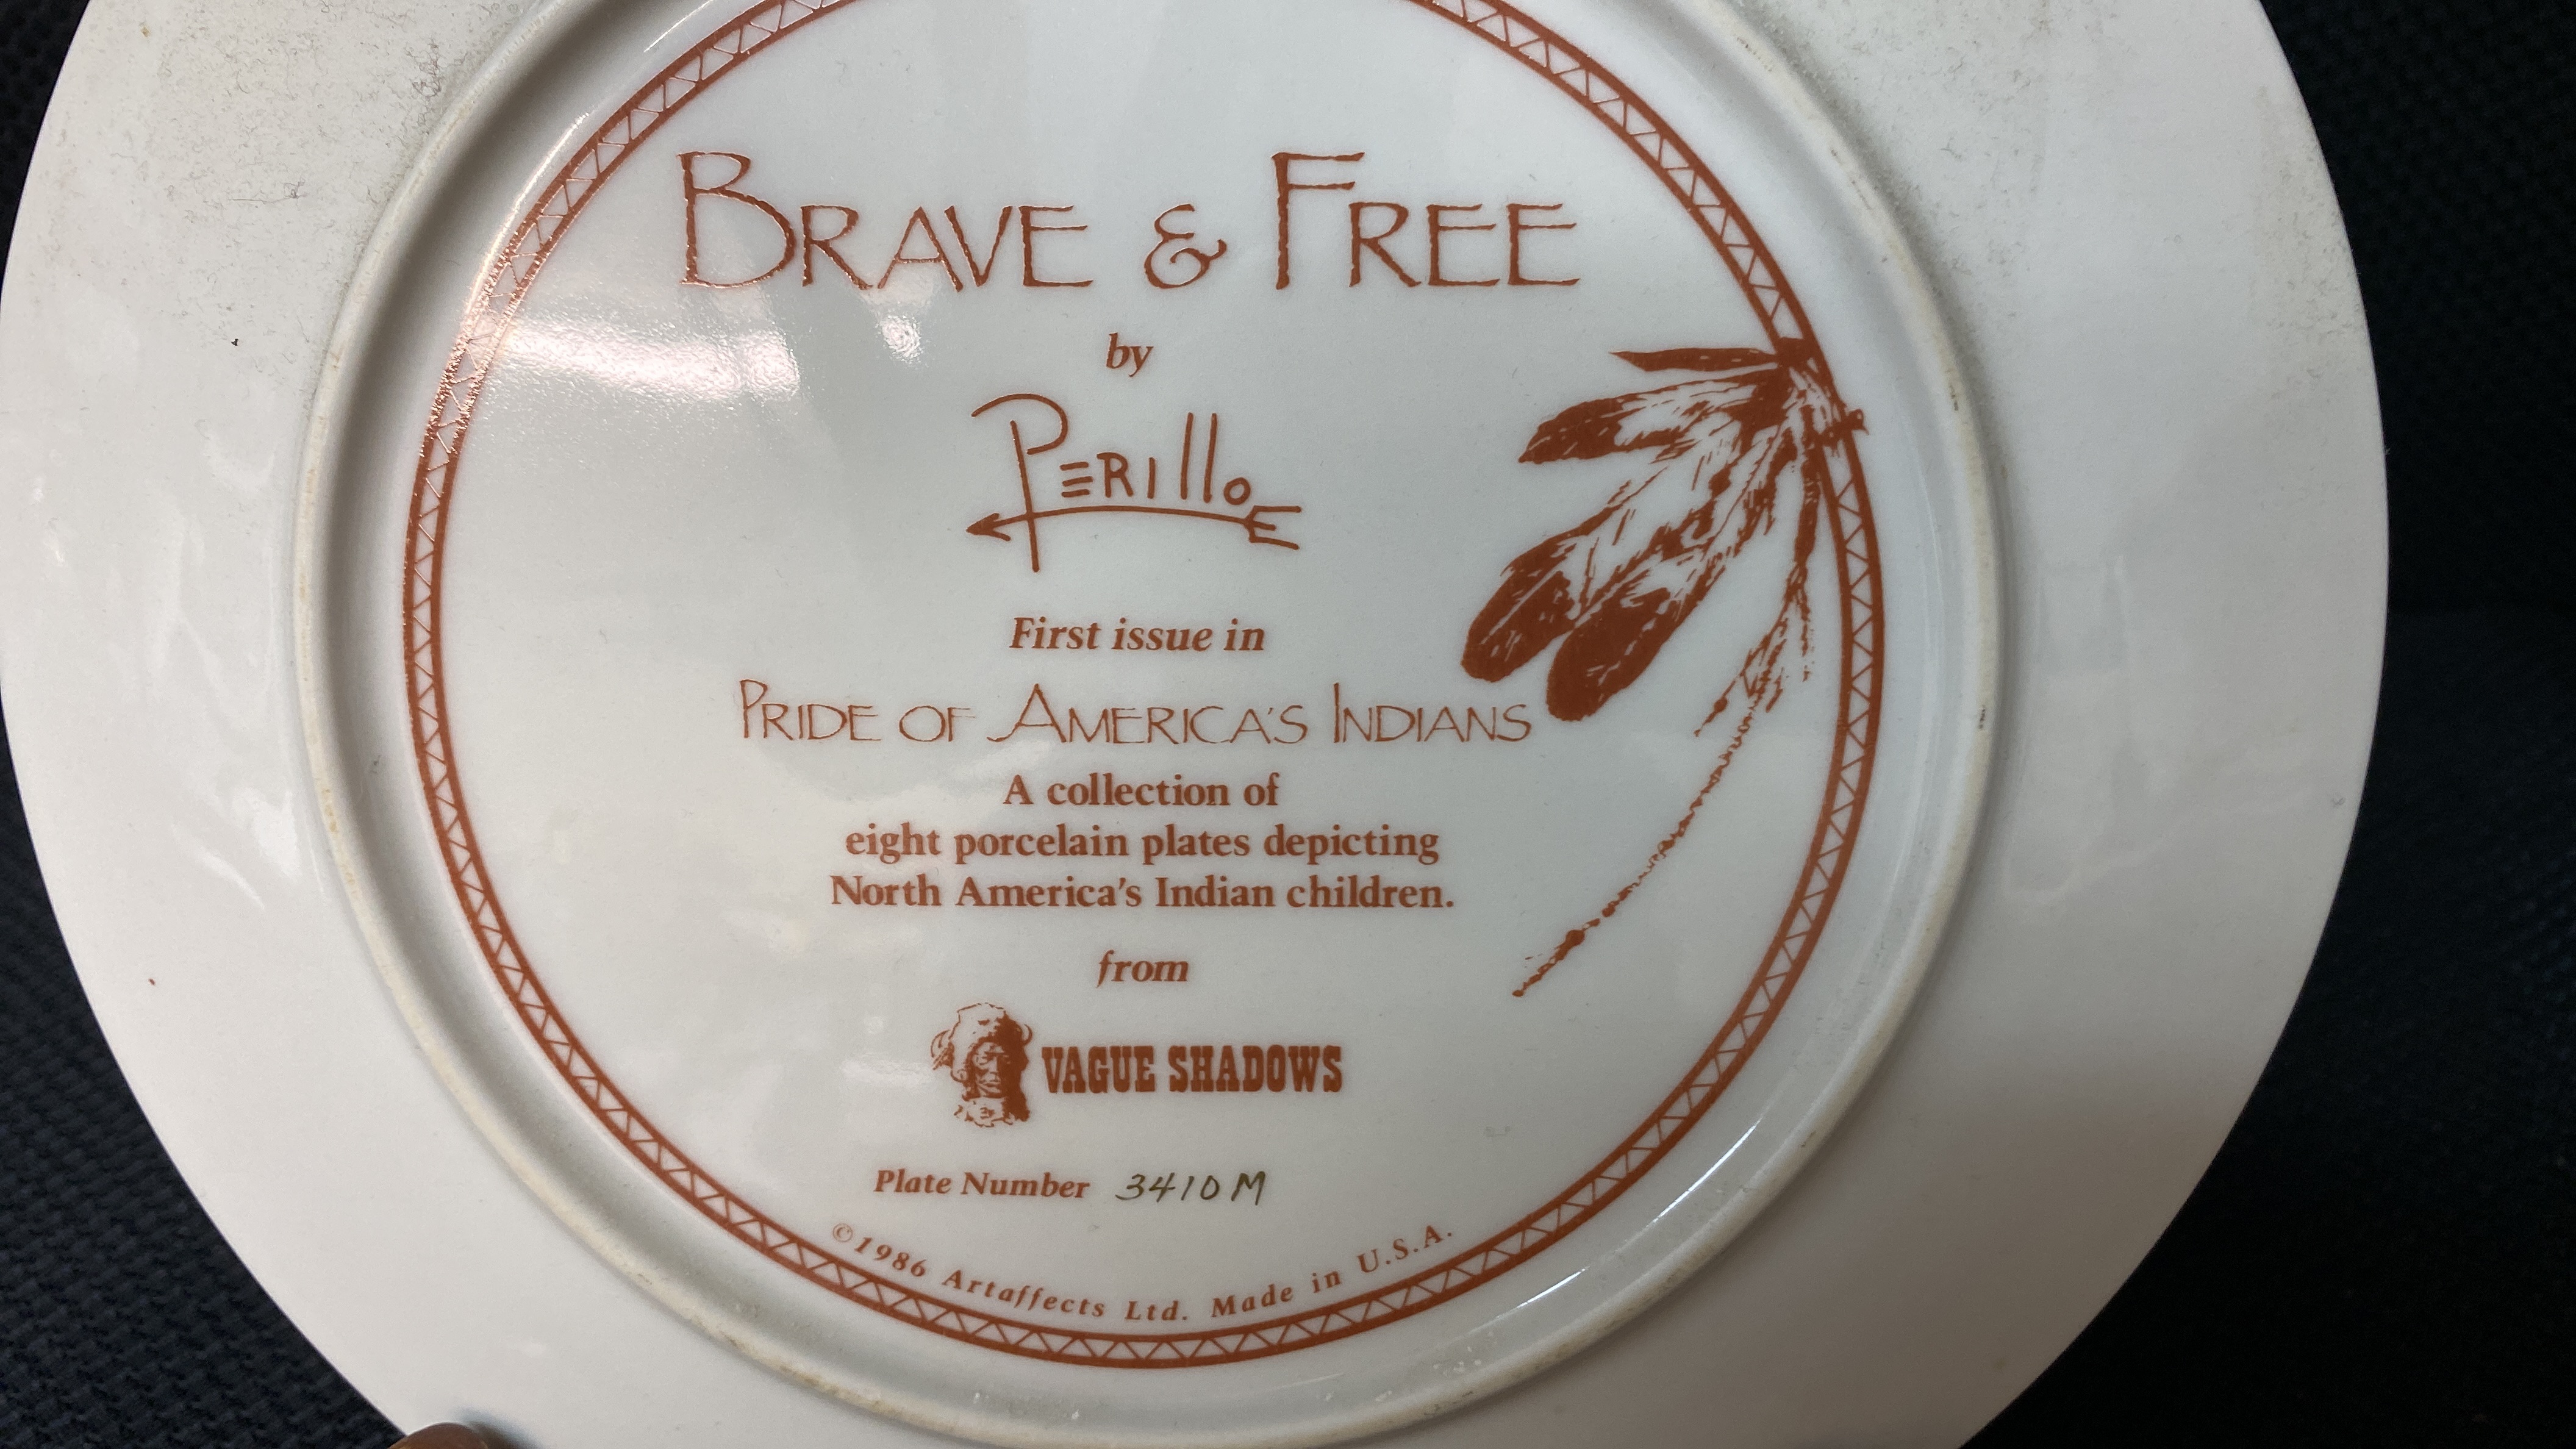 BRAVE & FREE
by
PERIllO
First issue in
PRIDE OF AMERICA'S INDIANS
A collection of
eight porcelain plates depicting
North America's Indian children.
from
VAGUE SHADOWS
Plate Number 3410M
©1986 Artaffects Ltd. Made in U.S.A.